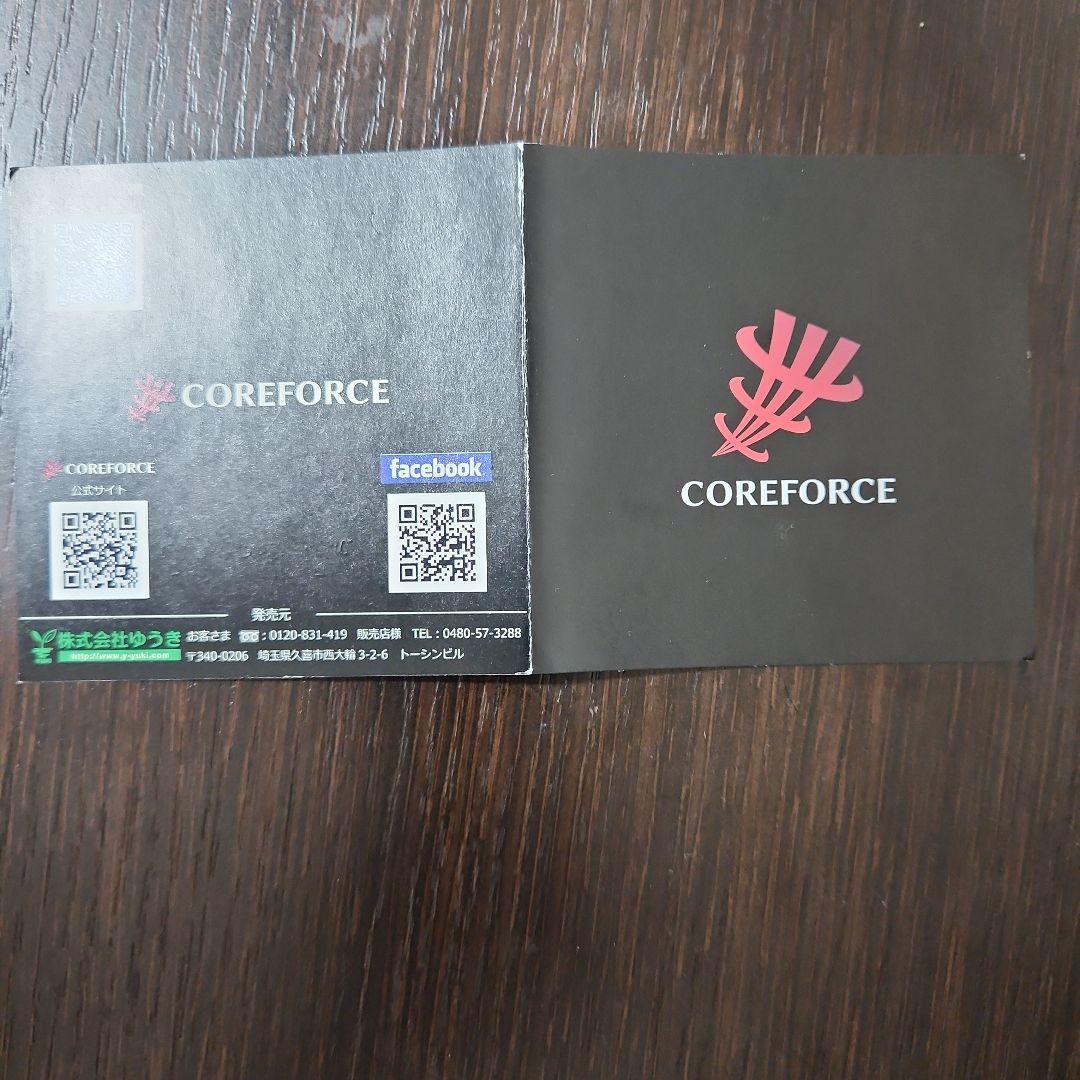 COREFORCE
COREFORCE
公式サイト
facebook
発売元
株式会社ゆうき
http://www.y-yuki.com
お客さま :0120-831-419 販売店様 TEL:0480-57-3288
〒340-0206 埼玉県久喜市西大輪3-2-6 トーシンビル
COREFORCE